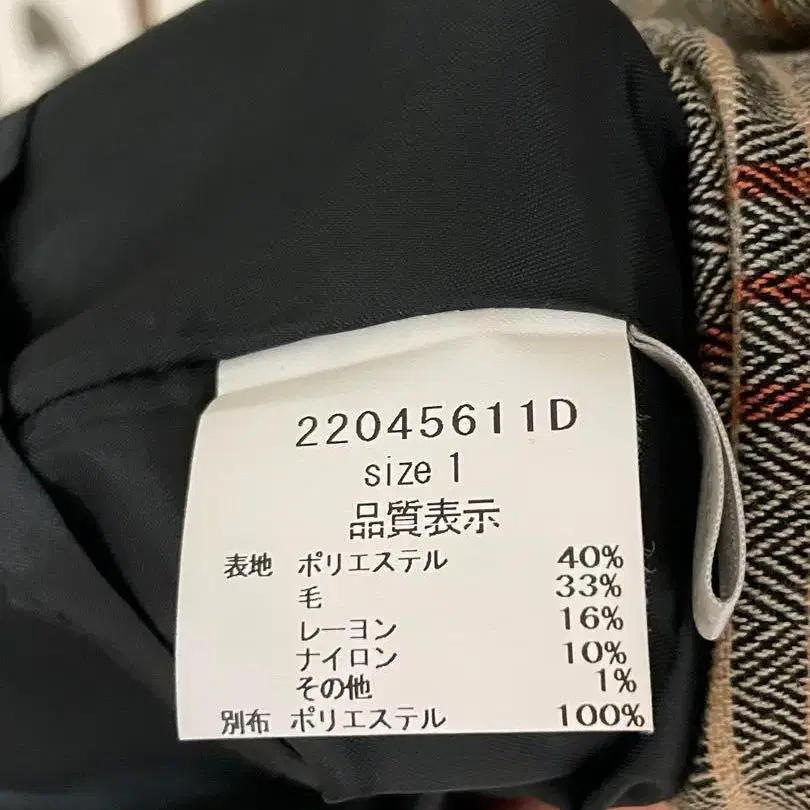 22045611D
size 1
品質表示
表地 ポリエステル 40%
毛 33%
レーヨン 16%
ナイロン 10%
その他 1%
別布 ポリエステル 100%